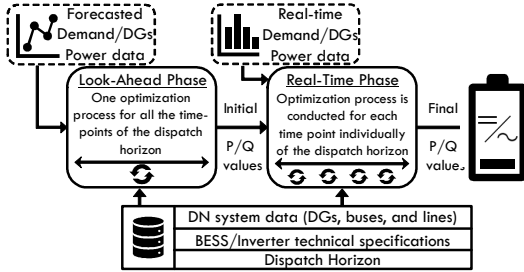 Forecasted
Demand/DGs
Power data
Real-time
Demand/DGs
Power data
Look-Ahead Phase
One optimization
process for all the time-
points of the dispatch
horizon
Initial
P/Q
values
Real-Time Phase
Optimization process is
conducted for each
time point individually
of the dispatch horizon
Final
P/Q
values
DN system data (DGs, buses, and lines)
BESS/Inverter technical specifications
Dispatch Horizon